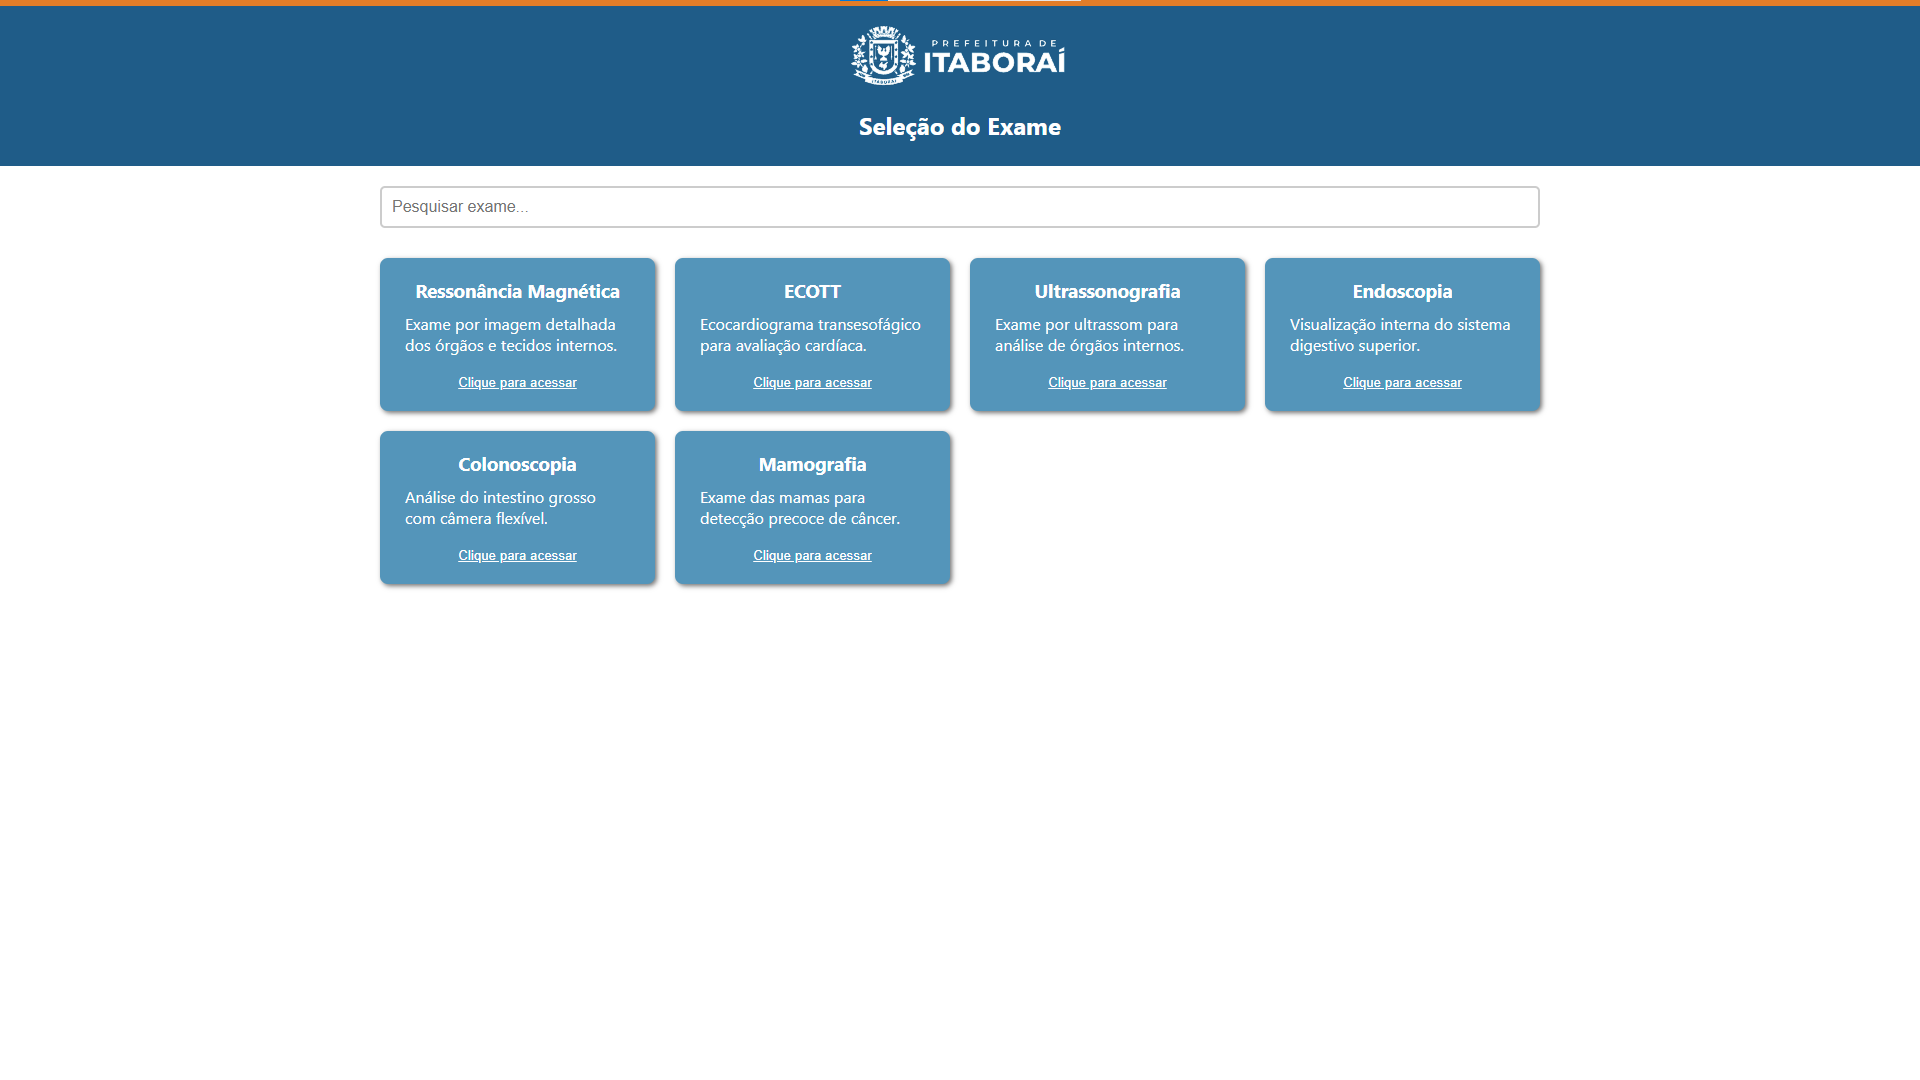 PREFEITURA DE
ITABORAÍ
ITABORAÍ
Seleção do Exame
Pesquisar exame...
Ressonância Magnética
Exame por imagem detalhada
dos órgãos e tecidos internos.
Clique para acessar
ECOTT
Ecocardiograma transesofágico
para avaliação cardíaca.
Clique para acessar
Ultrassonografia
Exame por ultrassom para
análise de órgãos internos.
Clique para acessar
Endoscopia
Visualização interna do sistema
digestivo superior.
Clique para acessar
Colonoscopia
Análise do intestino grosso
com câmera flexível.
Clique para acessar
Mamografia
Exame das mamas para
detecção precoce de câncer.
Clique para acessar